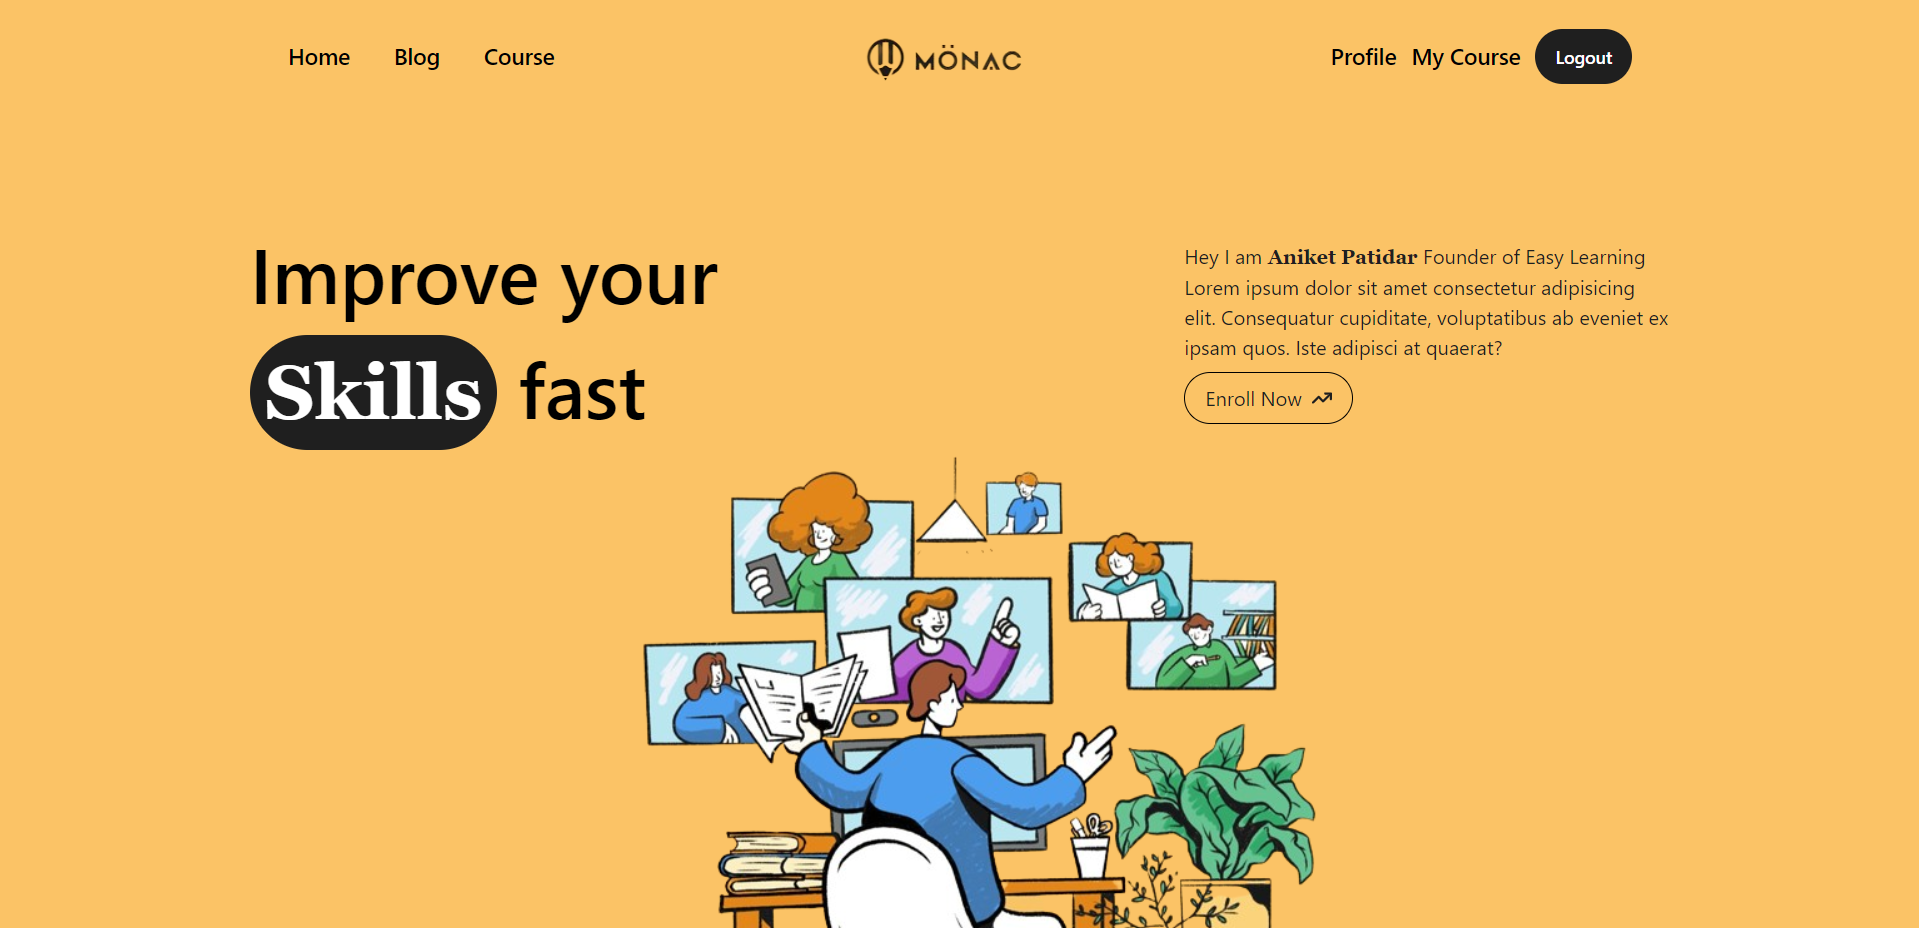 Home Blog Course MÖNAC Profile My Course Logout
Improve your
Skills fast
Hey I am Aniket Patidar Founder of Easy Learning
Lorem ipsum dolor sit amet consectetur adipisicing
elit. Consequatur cupiditate, voluptatibus ab eveniet ex
ipsam quos. Iste adipisci at quaerat?
Enroll Now